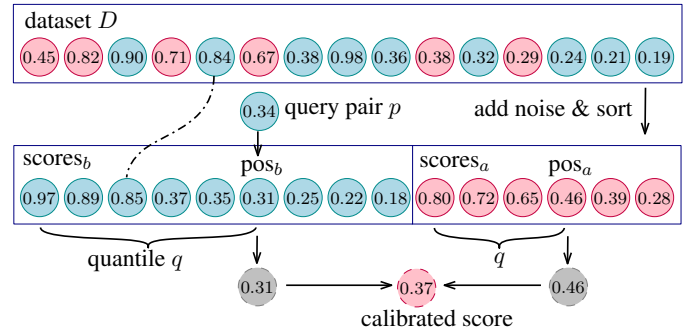 dataset D
0.45 0.82 0.90 0.71 0.84 0.67 0.38 0.98 0.36 0.38 0.32 0.29 0.24 0.21 0.19
0.34 query pair p
add noise & sort
scores_b pos_b scores_a pos_a
0.97 0.89 0.85 0.37 0.35 0.31 0.25 0.22 0.18 0.80 0.72 0.65 0.46 0.39 0.28
quantile q q
0.31 0.37 0.46
calibrated score